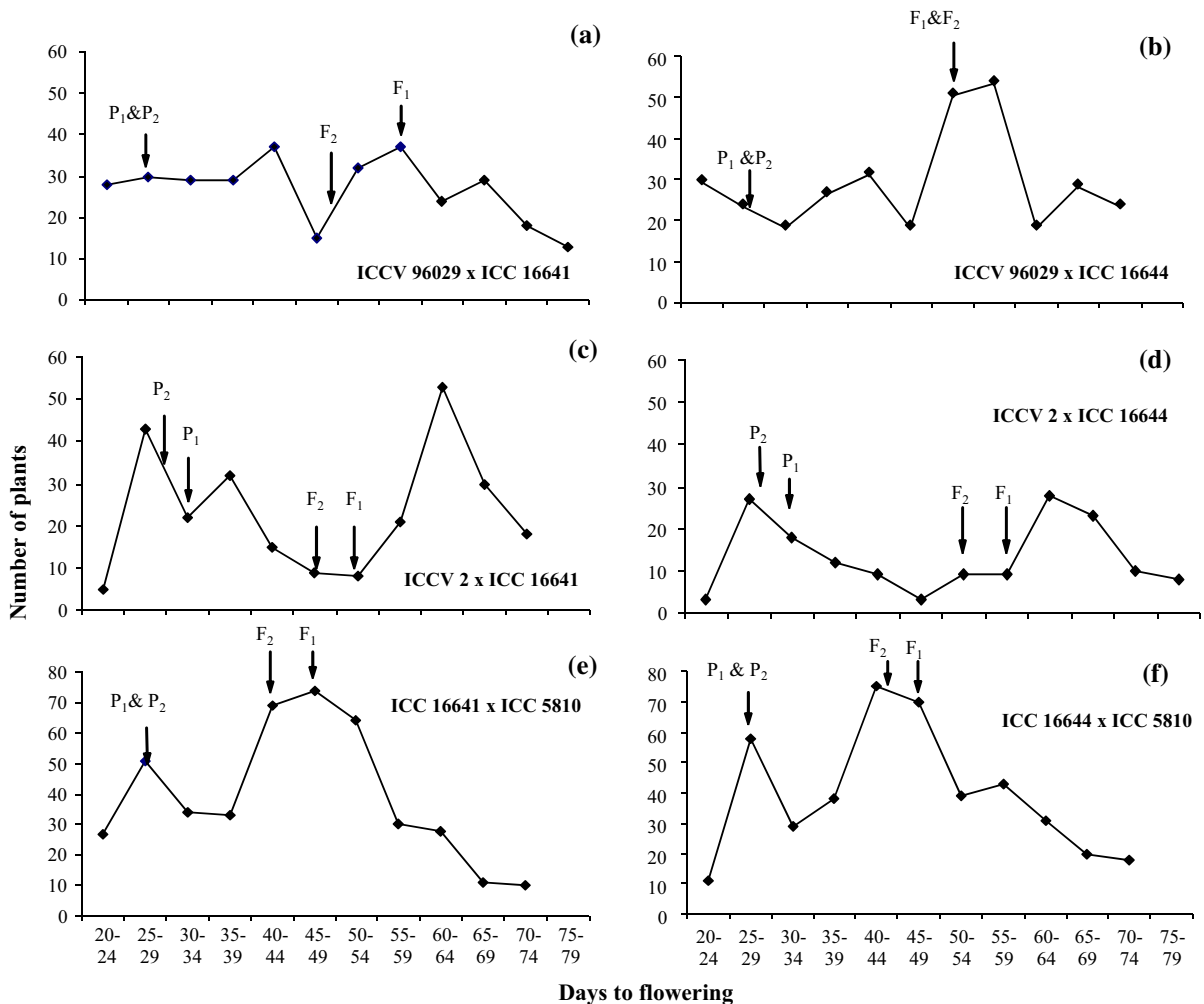 (a)
60
50
40
30
20
10
0
P1&P2
F2
F1
ICCV 96029 x ICC 16641
(b)
60
50
40
30
20
10
0
F1&F2
P1 &P2
ICCV 96029 x ICC 16644
(c)
60
50
40
30
20
10
0
P2
P1
F2
F1
ICCV 2 x ICC 16641
(d)
60
50
40
30
20
10
0
P2
P1
F2
F1
ICCV 2 x ICC 16644
Number of plants
(e)
80
70
60
50
40
30
20
10
0
P1& P2
F2
F1
ICC 16641 x ICC 5810
20-24
25-29
30-34
35-39
40-44
45-49
50-54
55-59
60-64
65-69
70-74
75-79
(f)
80
70
60
50
40
30
20
10
0
P1 & P2
F2
F1
ICC 16644 x ICC 5810
20-24
25-29
30-34
35-39
40-44
45-49
50-54
55-59
60-64
65-69
70-74
75-79
Days to flowering